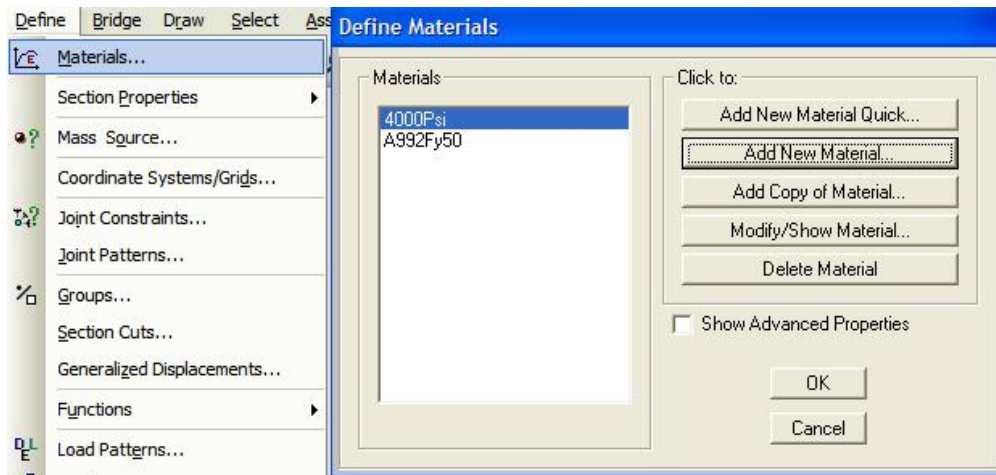 Define Bridge Draw Select Ass
Materials...
Section Properties
Mass Source...
Coordinate Systems/Grids...
Joint Constraints...
Joint Patterns...
Groups...
Section Cuts...
Generalized Displacements...
Functions
Load Patterns...
Define Materials
Materials
4000Psi
A992Fy50
Click to:
Add New Material Quick...
Add New Material...
Add Copy of Material...
Modify/Show Material...
Delete Material
Show Advanced Properties
OK
Cancel